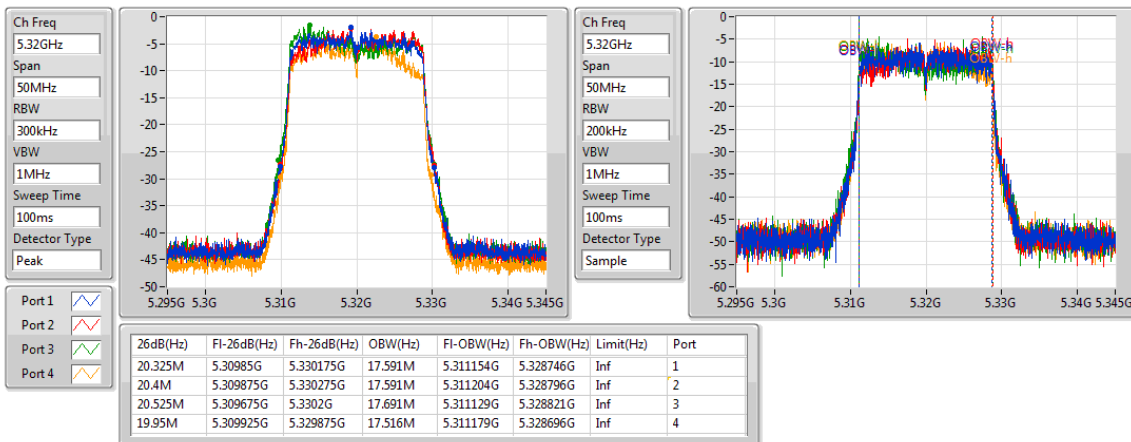 Ch Freq
5.32GHz
Span
50MHz
RBW
300kHz
VBW
1MHz
Sweep Time
100ms
Detector Type
Peak
Port 1
Port 2
Port 3
Port 4
0
-5
-10
-15
-20
-25
-30
-35
-40
-45
-50
5.295G 5.3G 5.31G 5.32G 5.33G 5.34G 5.345G
Ch Freq
5.32GHz
Span
50MHz
RBW
200kHz
VBW
1MHz
Sweep Time
100ms
Detector Type
Sample
0
-5
-10
-15
-20
-25
-30
-35
-40
-45
-50
-55
-60
OBW-h
OBW-h
5.295G 5.3G 5.31G 5.32G 5.33G 5.34G 5.345G
26dB(Hz) Fl-26dB(Hz) Fh-26dB(Hz) OBW(Hz) Fl-OBW(Hz) Fh-OBW(Hz) Limit(Hz) Port
20.325M 5.30985G 5.330175G 17.591M 5.311154G 5.328746G Inf 1
20.4M 5.309875G 5.330275G 17.591M 5.311204G 5.328796G Inf 2
20.525M 5.309675G 5.3302G 17.691M 5.311129G 5.328821G Inf 3
19.95M 5.309925G 5.329875G 17.516M 5.311179G 5.328696G Inf 4